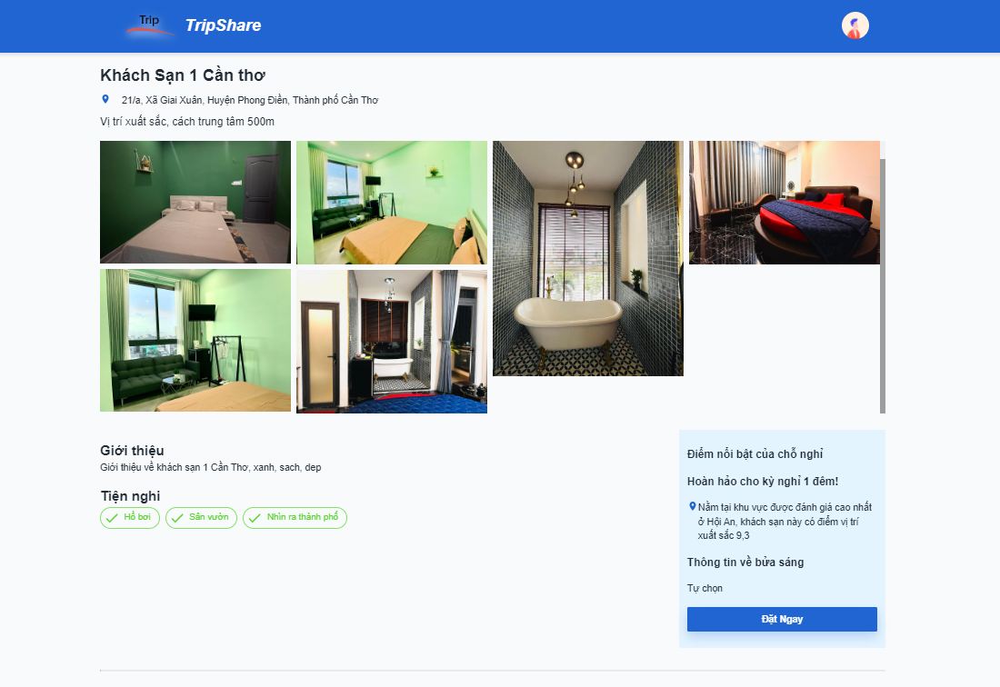 Trip
TripShare
Khách Sạn 1 Cần thơ
21/a, Xã Giai Xuân, Huyện Phong Điền, Thành phố Cần Thơ
Vị trí xuất sắc, cách trung tâm 500m
Giới thiệu
Giới thiệu về khách sạn 1 Cần Thơ, xanh, sach, dep
Tiện nghi
Hồ bơi
Sân vườn
Nhìn ra thành phố
Điểm nổi bật của chỗ nghỉ
Hoàn hảo cho kỳ nghỉ 1 đêm!
Nằm tại khu vực được đánh giá cao nhất
ở Hội An, khách sạn này có điểm vị trí
xuất sắc 9,3
Thông tin về bửa sáng
Tự chọn
Đặt Ngay